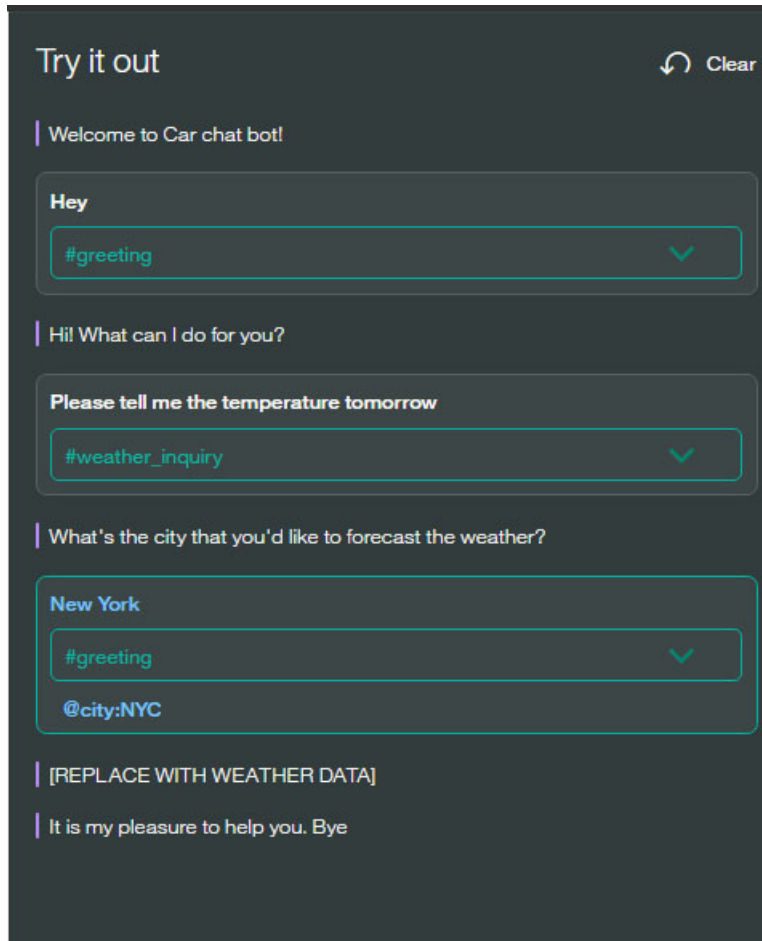 Try it out
Clear
Welcome to Car chat bot!
Hey
#greeting
Hi! What can I do for you?
Please tell me the temperature tomorrow
#weather_inquiry
What's the city that you'd like to forecast the weather?
New York
#greeting
@city:NYC
[REPLACE WITH WEATHER DATA]
It is my pleasure to help you. Bye